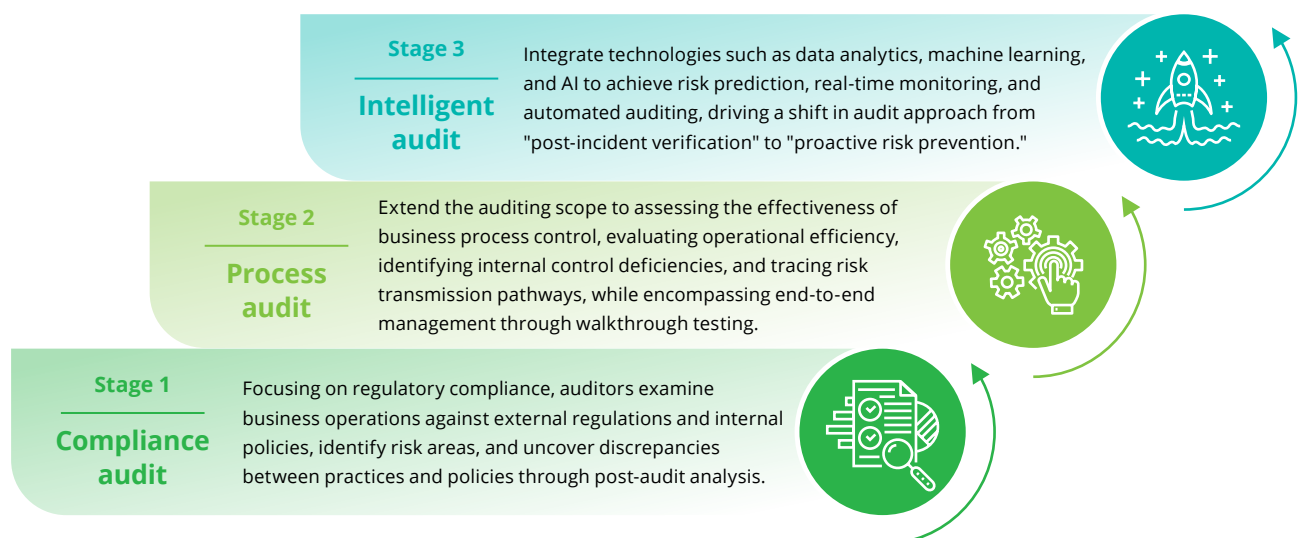 Stage 3
Intelligent
audit
Integrate technologies such as data analytics, machine learning,
and AI to achieve risk prediction, real-time monitoring, and
automated auditing, driving a shift in audit approach from
"post-incident verification" to "proactive risk prevention."
Stage 2
Process
audit
Extend the auditing scope to assessing the effectiveness of
business process control, evaluating operational efficiency,
identifying internal control deficiencies, and tracing risk
transmission pathways, while encompassing end-to-end
management through walkthrough testing.
Stage 1
Compliance
audit
Focusing on regulatory compliance, auditors examine
business operations against external regulations and internal
policies, identify risk areas, and uncover discrepancies
between practices and policies through post-audit analysis.